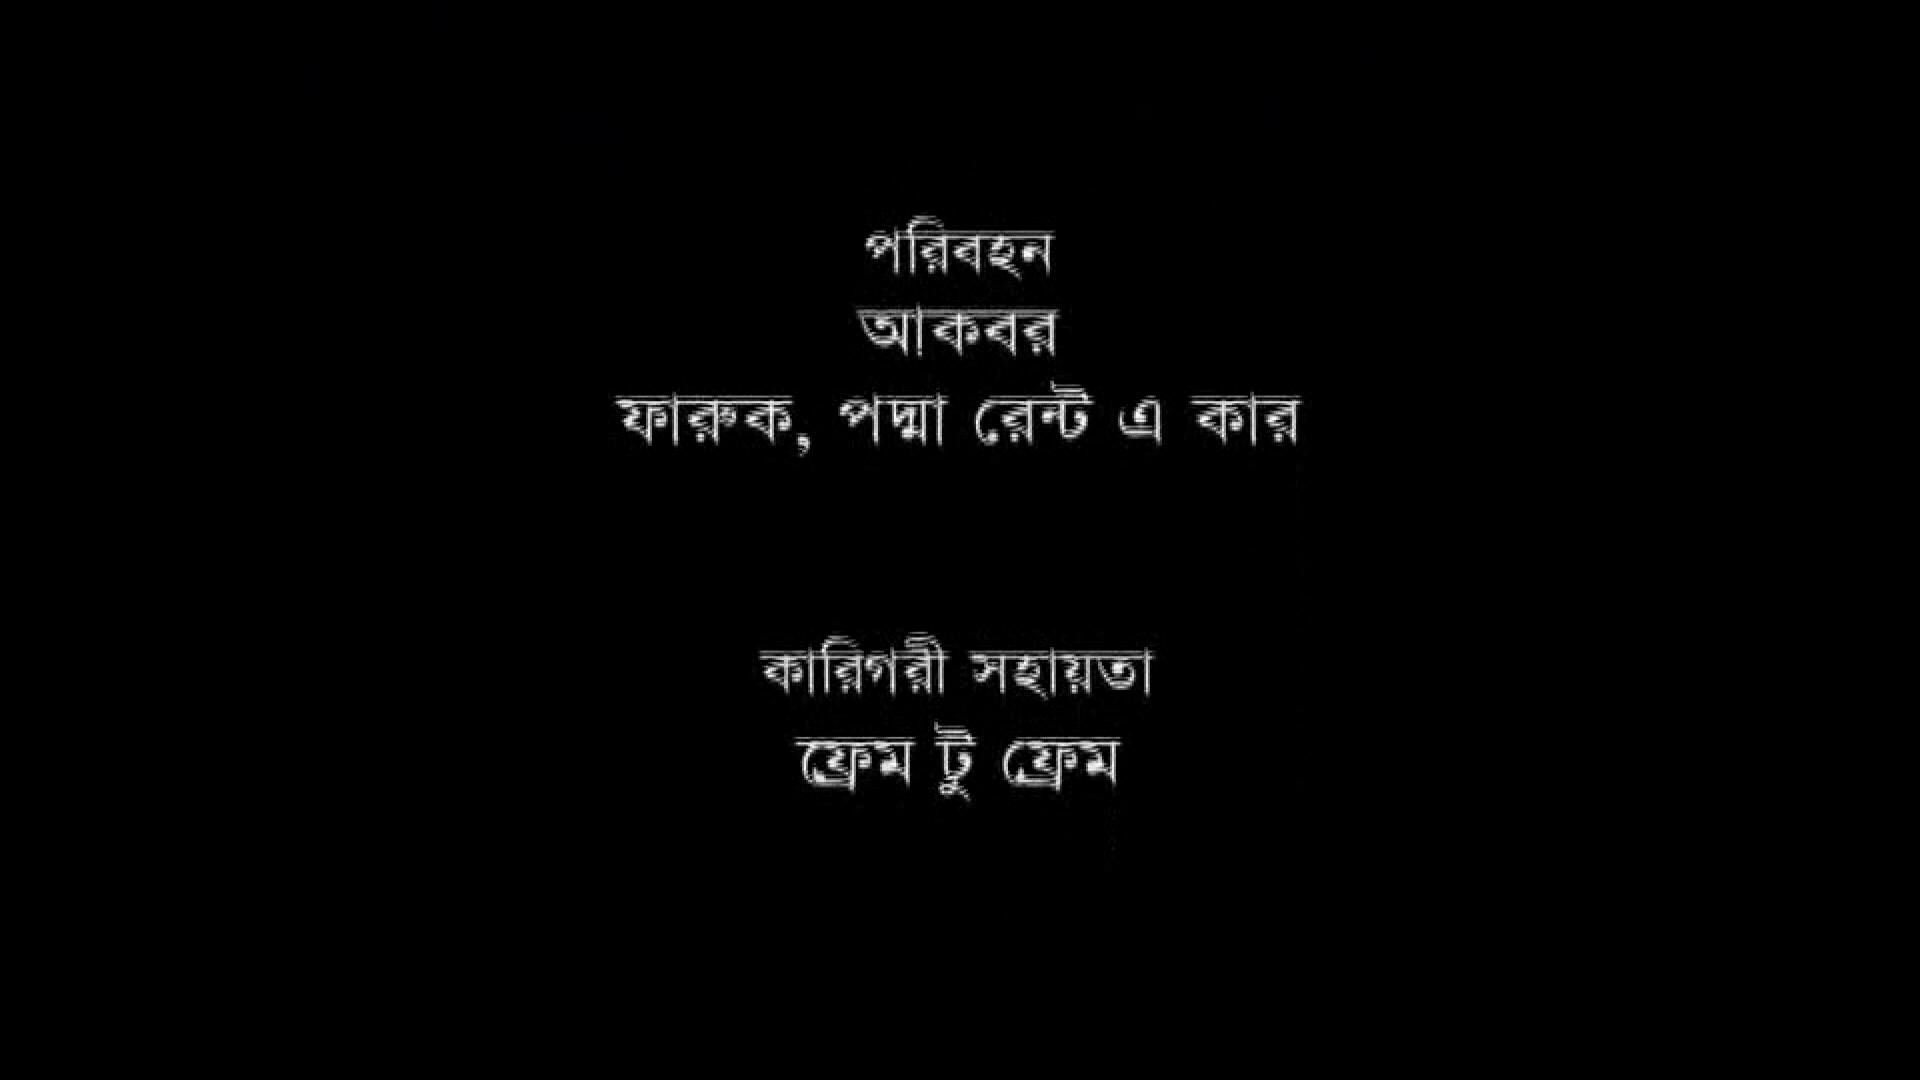 পরিবহন
আকবর
ফারুক, পদ্মা রেন্ট এ কার
কারিগরী সহায়তা
ফ্রেম টু ফ্রেম